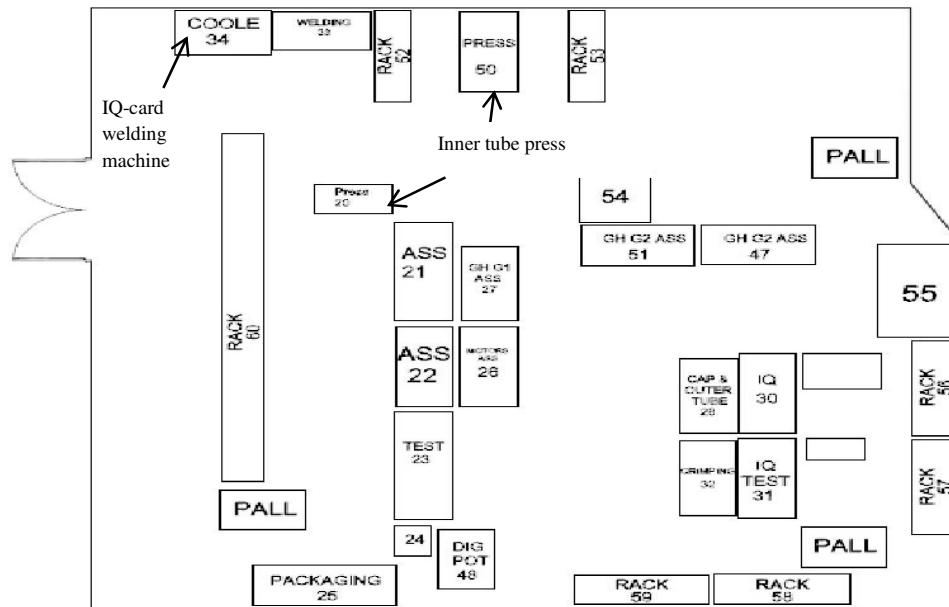 COOLE
34
WELDING
33
RACK
52
PRESS
50
RACK
53
IQ-card
welding
machine
Inner tube press
PALL
Press
20
54
ASS
21
GH G1
ASS
27
GH G2 ASS
51
GH G2 ASS
47
55
RACK
60
ASS
22
MOTORS
ASS
26
CAP &
OUTER
TUBE
29
IQ
30
RACK
56
TEST
23
CRIMPING
32
IQ
TEST
31
RACK
57
PALL
24
DIG
POT
48
PALL
PACKAGING
25
RACK
59
RACK
58